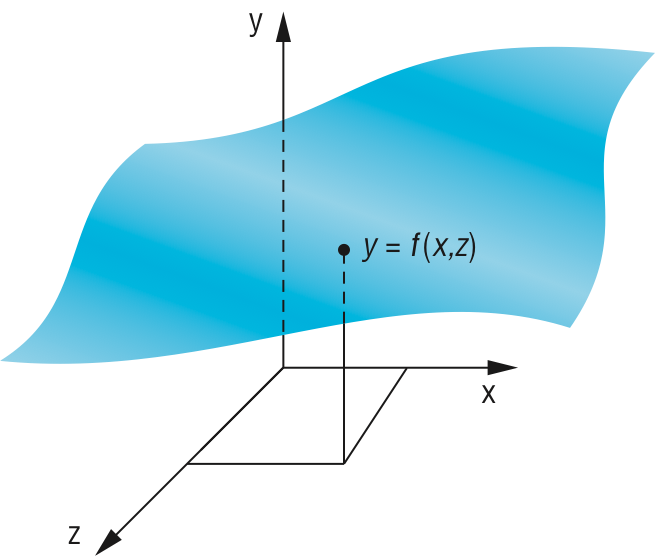 y
y = f(x,z)
x
z